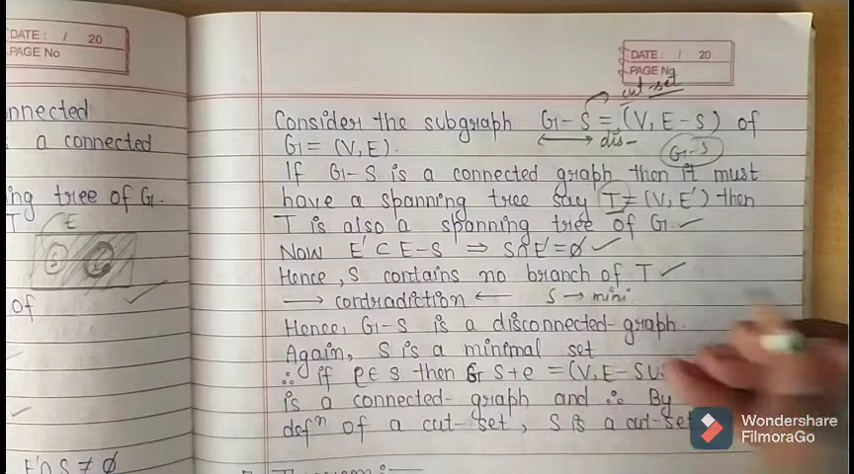 DATE: / 20
PAGE No
nnected
a connected
ing tree of G.
T
E
of
E'∩S ≠ ∅
DATE: / 20
PAGE No
cut-set
Consider the subgraph G-S = (V, E-S) of
dis-
G = (V, E).
G-S
If G-S is a connected graph then it must
have a spanning tree say T = (V, E') then
T is also a spanning tree of G. ✓
Now E' ⊂ E-S ⇒ S∩E' = ∅ ✓
Hence, S contains no branch of T ✓
⟶ contradiction ⟵ S → mini.
Hence, G-S is a disconnected graph.
Again, S is a minimal set
∴ if e ∈ S then G S+e = (V, E-SU
is a connected graph and ∴ By
defⁿ of a cut-set, S is a cut-set
Theorem:-
Wondershare
FilmoraGo